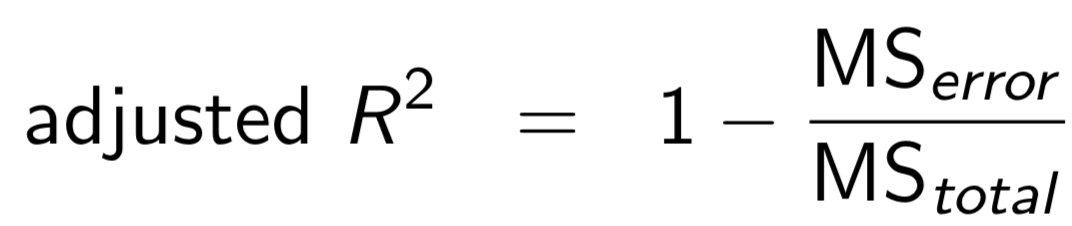 adjusted R² = 1 − MS_error / MS_total